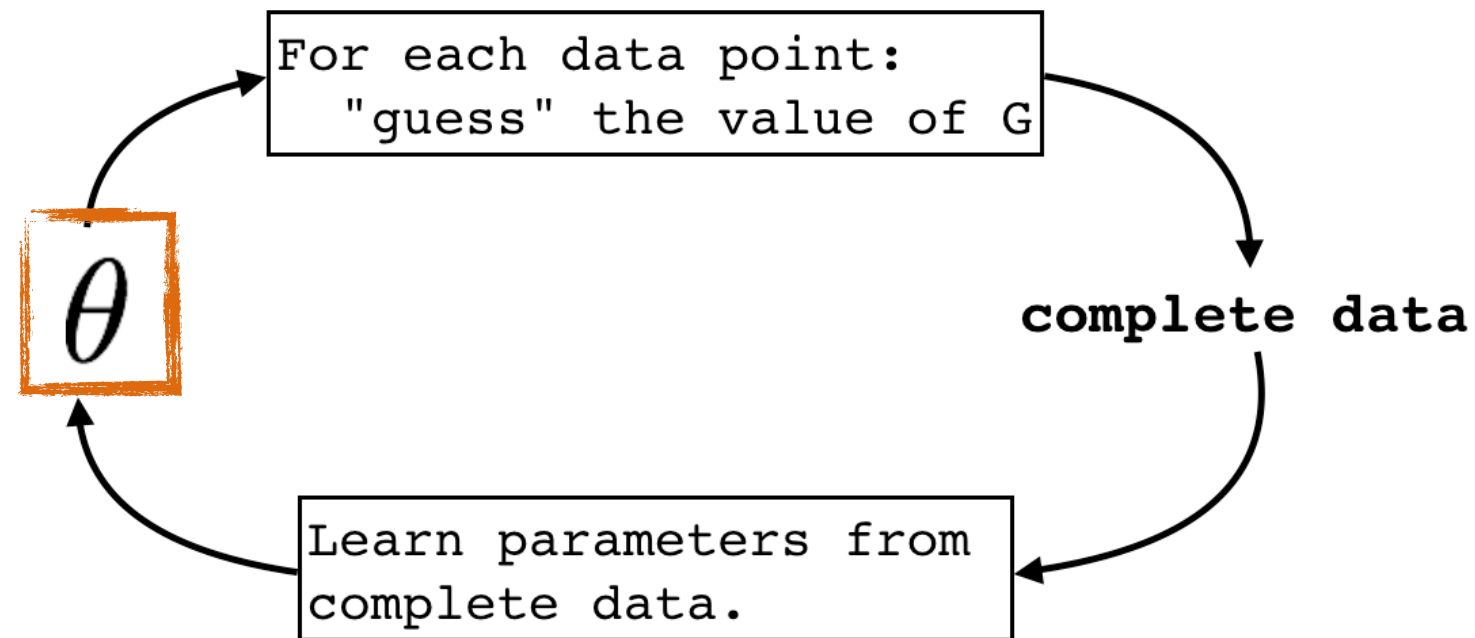 For each data point:
"guess" the value of G
θ
complete data
Learn parameters from
complete data.